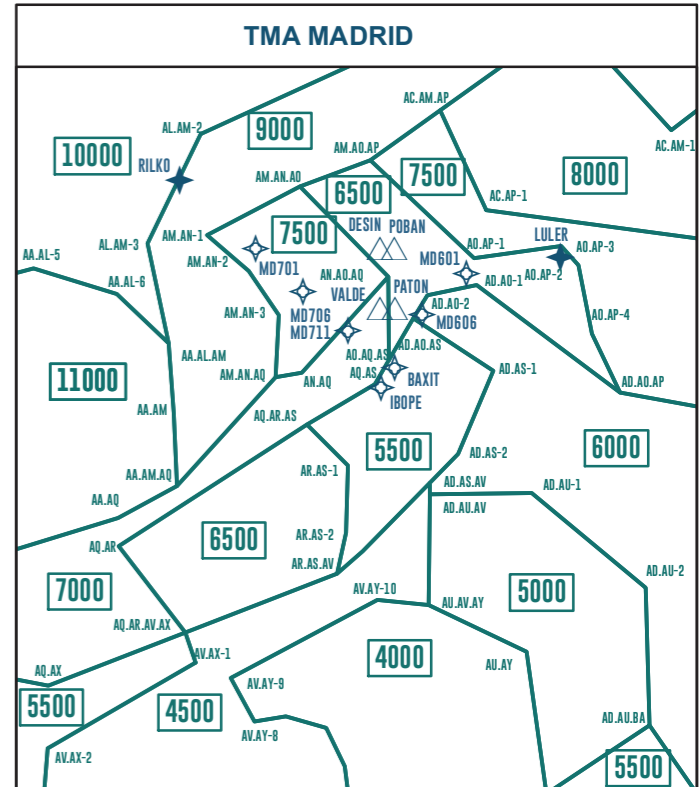 TMA MADRID
AC.AM.AP
9000
AL.AM-2
AC.AM-1
10000
RILKO
AM.AO.AP
7500
8000
AM.AN.AO
6500
AC.AP-1
DESIN POBAN
7500
LULER
AM.AN-1
AL.AM-3
AO.AP-1
AO.AP-3
AA.AL-5
AM.AN-2
MD701
AN.AO.AQ
MD601
AO.AP-2
AA.AL-6
VALDE
PATON
AD.AO-1
MD706
AD.AO-2
AM.AN-3
MD711
MD606
AO.AP-4
AA.AL.AM
AO.AQ.AS
AD.AO.AS
11000
AM.AN.AQ
AN.AQ
AQ.AS
BAXIT
AD.AS-1
AD.AO.AP
IBOPE
AA.AM
AQ.AR.AS
5500
6000
AR.AS-1
AD.AS-2
AA.AM.AQ
AD.AS.AV
AD.AU-1
AA.AQ
AD.AU.AV
6500
AR.AS-2
AQ.AR
AR.AS.AV
7000
AD.AU-2
AV.AY-10
5000
AQ.AR.AV.AX
AU.AV.AY
4000
AV.AX-1
AU.AY
AQ.AX
AV.AY-9
5500
4500
AD.AU.BA
AV.AY-8
AV.AX-2
5500